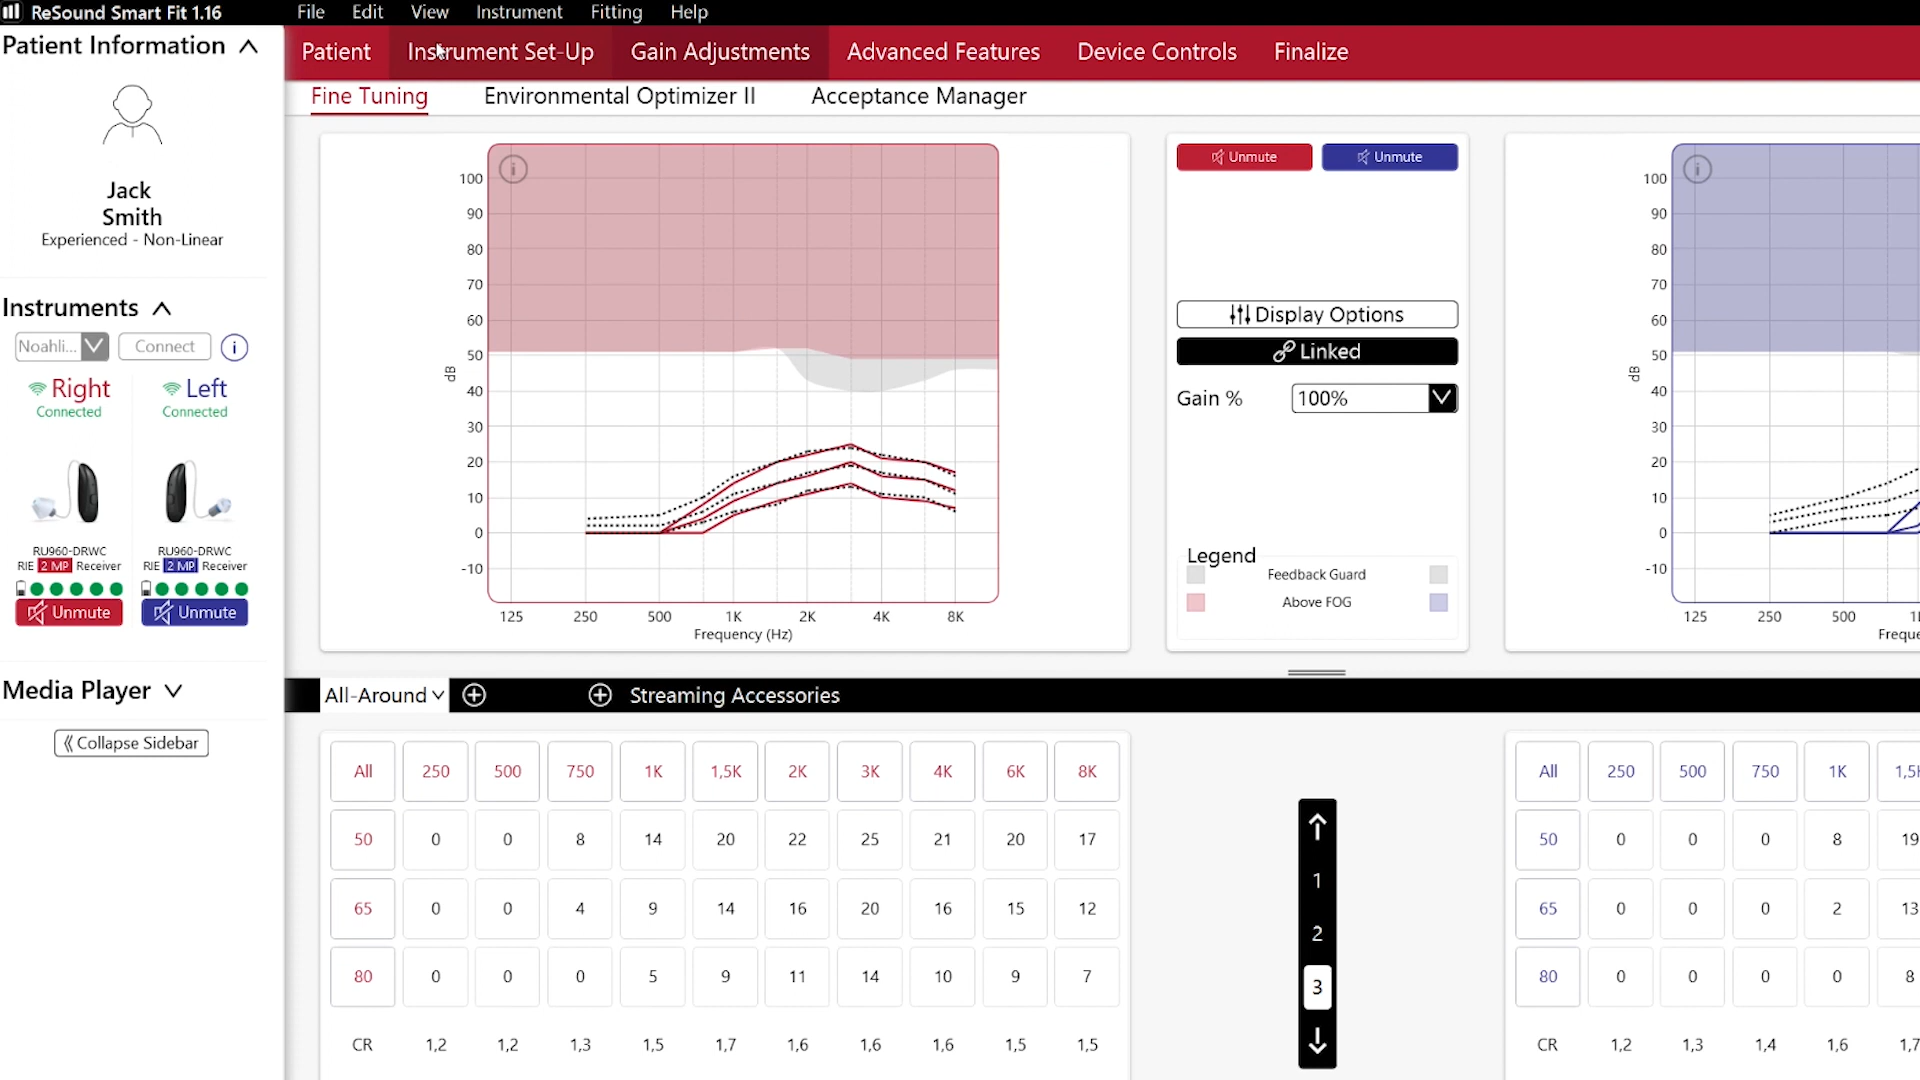 ReSound Smart Fit 1.16
File Edit View Instrument Fitting Help
Patient Instrument Set-Up Gain Adjustments Advanced Features Device Controls Finalize
Fine Tuning Environmental Optimizer II Acceptance Manager
Patient Information
Jack
Smith
Experienced - Non-Linear
Instruments
Noahli... Connect i
Right Left
Connected Connected
RU960-DRWC RU960-DRWC
RIE 2 MP Receiver RIE 2 MP Receiver
Unmute Unmute
Media Player
Collapse Sidebar
i
dB
100
90
80
70
60
50
40
30
20
10
0
-10
125 250 500 1K 2K 4K 8K
Frequency (Hz)
Unmute Unmute
Display Options
Linked
Gain % 100%
Legend
Feedback Guard
Above FOG
i
dB
100
90
80
70
60
50
40
30
20
10
0
-10
125 250 500 1
Freque
All-Around Streaming Accessories
All 250 500 750 1K 1,5K 2K 3K 4K 6K 8K
50 0 0 8 14 20 22 25 21 20 17
65 0 0 4 9 14 16 20 16 15 12
80 0 0 0 5 9 11 14 10 9 7
CR 1,2 1,2 1,3 1,5 1,7 1,6 1,6 1,6 1,5 1,5
1
2
3
All 250 500 750 1K 1,5
50 0 0 0 8 19
65 0 0 0 2 13
80 0 0 0 0 8
CR 1,2 1,3 1,4 1,6 1,7